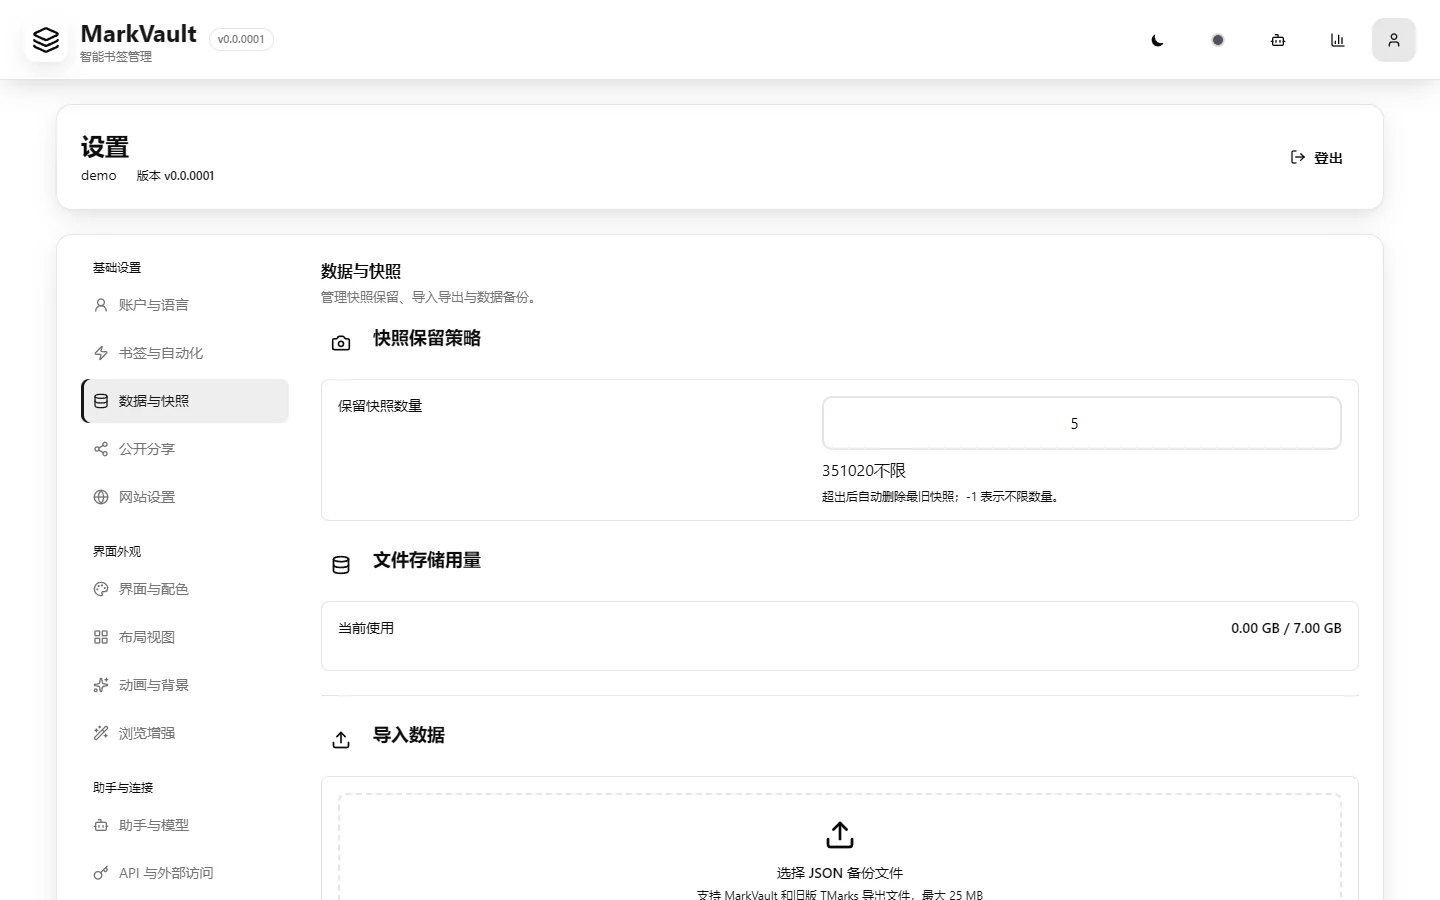 MarkVault
v0.0.0001
智能书签管理
设置
demo 版本 v0.0.0001
登出
基础设置
账户与语言
书签与自动化
数据与快照
公开分享
网站设置
界面外观
界面与配色
布局视图
动画与背景
浏览增强
助手与连接
助手与模型
API 与外部访问
数据与快照
管理快照保留、导入导出与数据备份。
快照保留策略
保留快照数量
5
351020不限
超出后自动删除最旧快照；-1 表示不限数量。
文件存储用量
当前使用
0.00 GB / 7.00 GB
导入数据
选择 JSON 备份文件
支持 MarkVault 和旧版 TMarks 导出文件，最大 25 MB